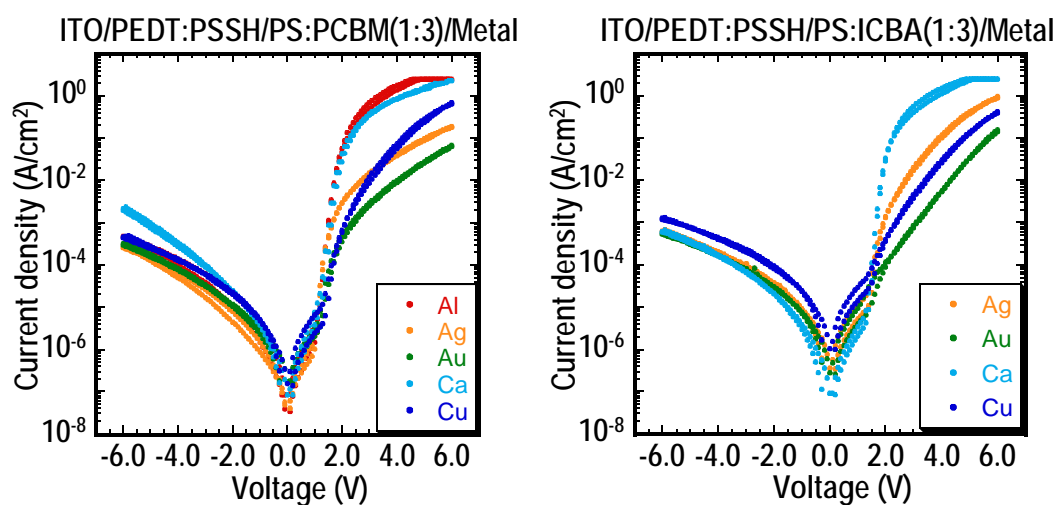 ITO/PEDT:PSSH/PS:PCBM(1:3)/Metal
Current density (A/cm²)
10⁰
10⁻²
10⁻⁴
10⁻⁶
10⁻⁸
Al
Ag
Au
Ca
Cu
-6.0 -4.0 -2.0 0.0 2.0 4.0 6.0
Voltage (V)
ITO/PEDT:PSSH/PS:ICBA(1:3)/Metal
Current density (A/cm²)
10⁰
10⁻²
10⁻⁴
10⁻⁶
10⁻⁸
Ag
Au
Ca
Cu
-6.0 -4.0 -2.0 0.0 2.0 4.0 6.0
Voltage (V)